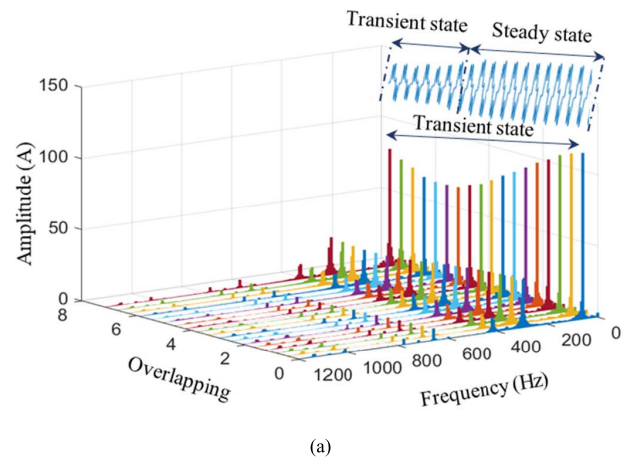 Transient state
Steady state
Transient state
150
100
50
0
Amplitude (A)
8
6
4
2
0
Overlapping
1200
1000
800
600
400
200
0
Frequency (Hz)
(a)